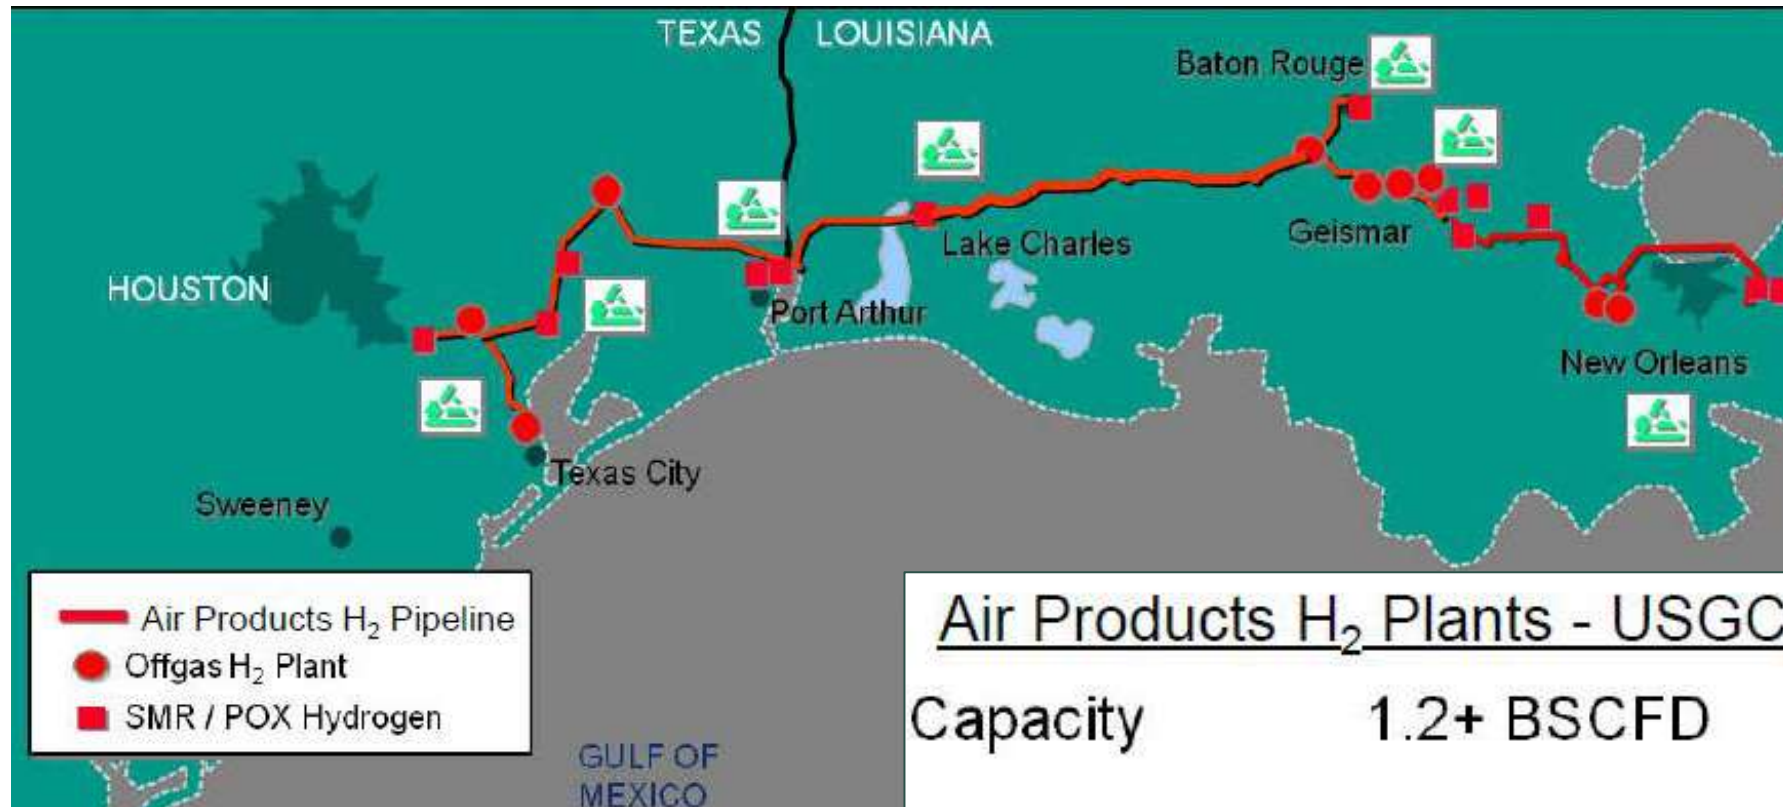 TEXAS
LOUISIANA
Baton Rouge
HOUSTON
Lake Charles
Geismar
Port Arthur
New Orleans
Texas City
Sweeney
Air Products H₂ Pipeline
Offgas H₂ Plant
SMR / POX Hydrogen
GULF OF
MEXICO
Air Products H₂ Plants - USGC
Capacity 1.2+ BSCFD